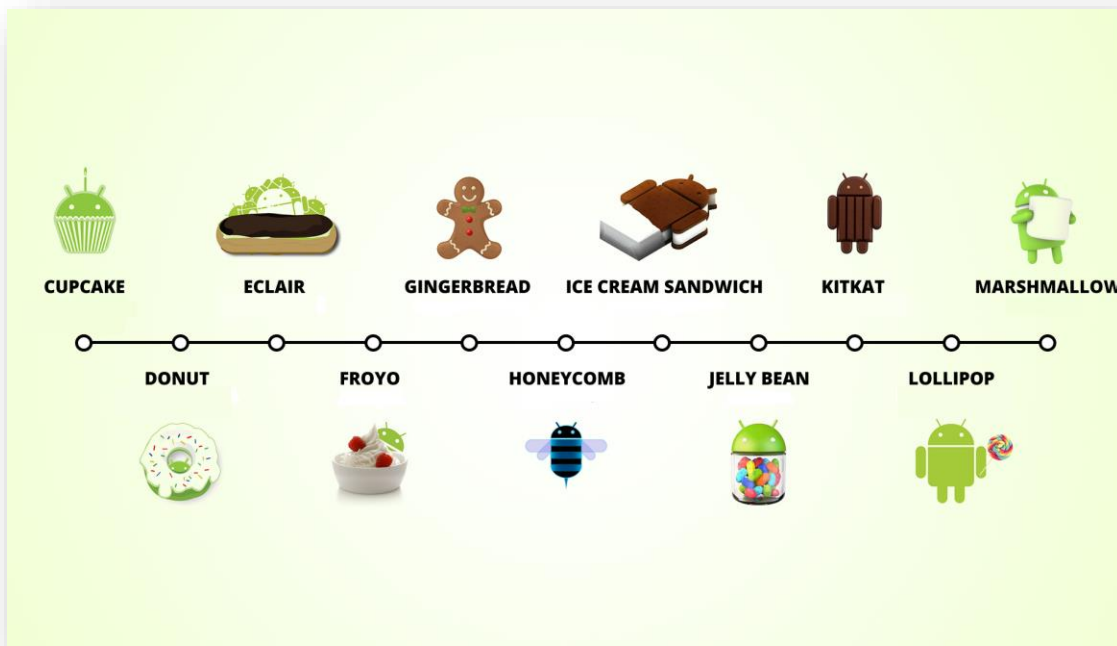 CUPCAKE
ECLAIR
GINGERBREAD
ICE CREAM SANDWICH
KITKAT
MARSHMALLOW
DONUT
FROYO
HONEYCOMB
JELLY BEAN
LOLLIPOP